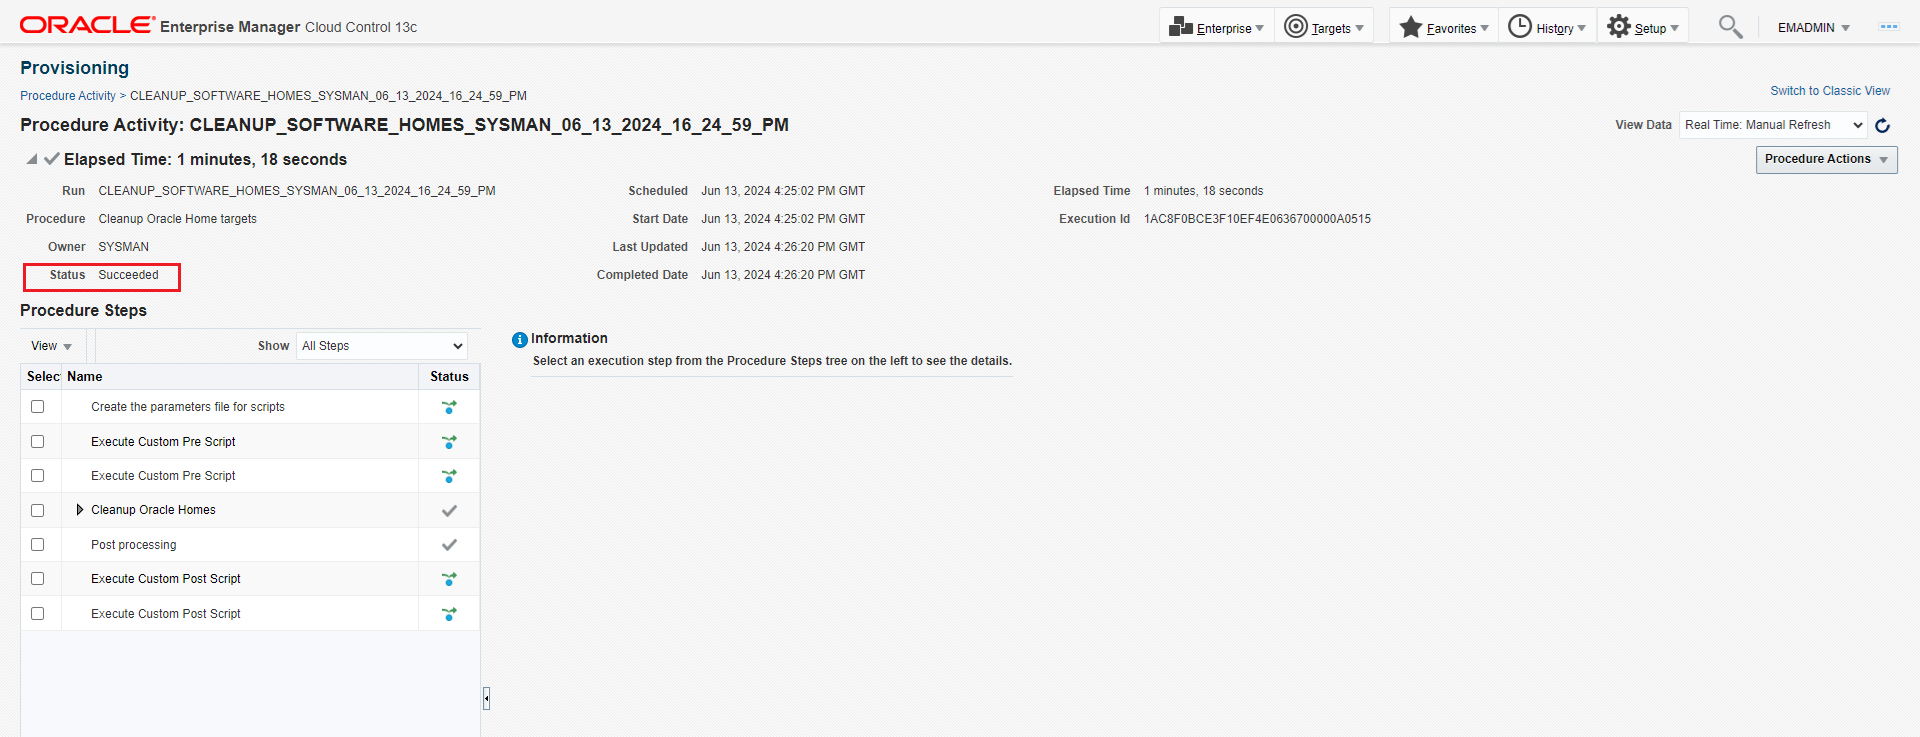 ORACLE Enterprise Manager Cloud Control 13c
Enterprise
Targets
Favorites
History
Setup
EMADMIN
Provisioning
Procedure Activity > CLEANUP_SOFTWARE_HOMES_SYSMAN_06_13_2024_16_24_59_PM
Switch to Classic View
Procedure Activity: CLEANUP_SOFTWARE_HOMES_SYSMAN_06_13_2024_16_24_59_PM
View Data Real Time: Manual Refresh
Elapsed Time: 1 minutes, 18 seconds
Procedure Actions
Run CLEANUP_SOFTWARE_HOMES_SYSMAN_06_13_2024_16_24_59_PM
Procedure Cleanup Oracle Home targets
Owner SYSMAN
Status Succeeded
Scheduled Jun 13, 2024 4:25:02 PM GMT
Start Date Jun 13, 2024 4:25:02 PM GMT
Last Updated Jun 13, 2024 4:26:20 PM GMT
Completed Date Jun 13, 2024 4:26:20 PM GMT
Elapsed Time 1 minutes, 18 seconds
Execution Id 1AC8F0BCE3F10EF4E0636700000A0515
Procedure Steps
View Show All Steps
Selec Name Status
Create the parameters file for scripts
Execute Custom Pre Script
Execute Custom Pre Script
Cleanup Oracle Homes
Post processing
Execute Custom Post Script
Execute Custom Post Script
Information
Select an execution step from the Procedure Steps tree on the left to see the details.